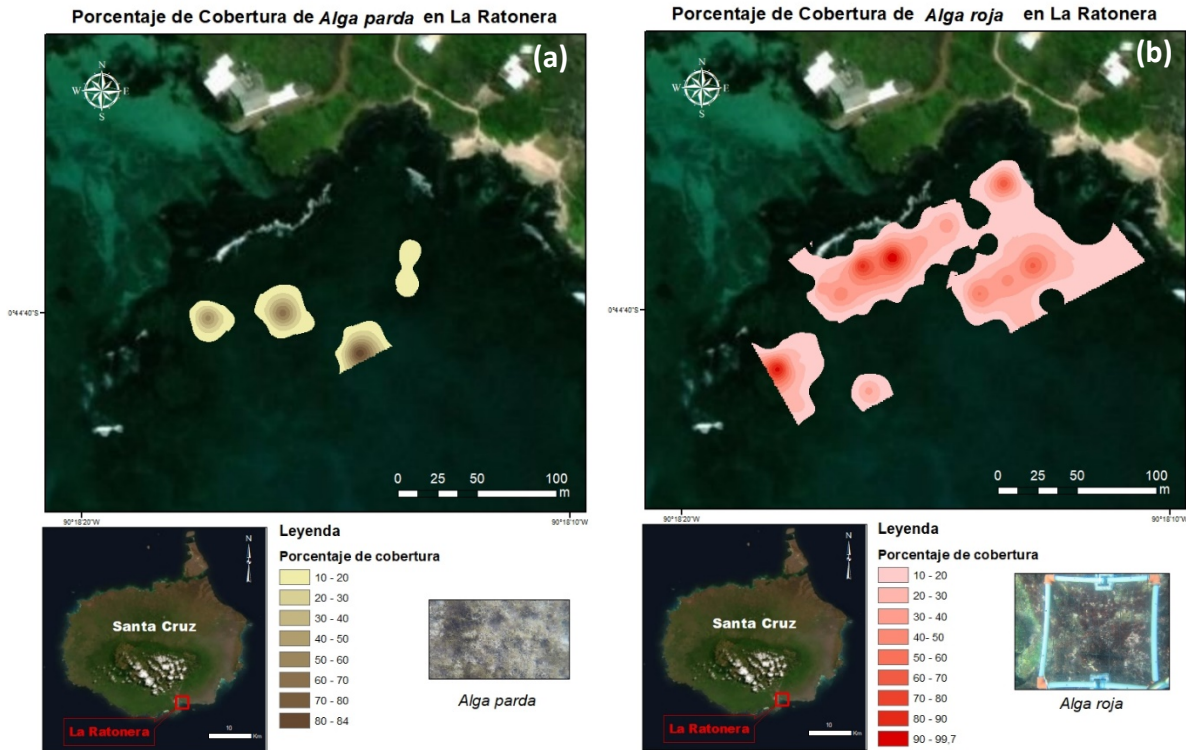 Porcentaje de Cobertura de Alga parda en La Ratonera
(a)
N
W E
S
0°44'40"S
0 25 50 100
m
90°18'20"W 90°18'10"W
N
Santa Cruz
La Ratonera
10
Km
Leyenda
Porcentaje de cobertura
10 - 20
20 - 30
30 - 40
40 - 50
50 - 60
60 - 70
70 - 80
80 - 84
Alga parda
Porcentaje de Cobertura de Alga roja en La Ratonera
(b)
N
W E
S
0°44'40"S
0 25 50 100
m
90°18'20"W 90°18'10"W
N
Santa Cruz
La Ratonera
10
Km
Leyenda
Porcentaje de cobertura
10 - 20
20 - 30
30 - 40
40 - 50
50 - 60
60 - 70
70 - 80
80 - 90
90 - 99,7
Alga roja